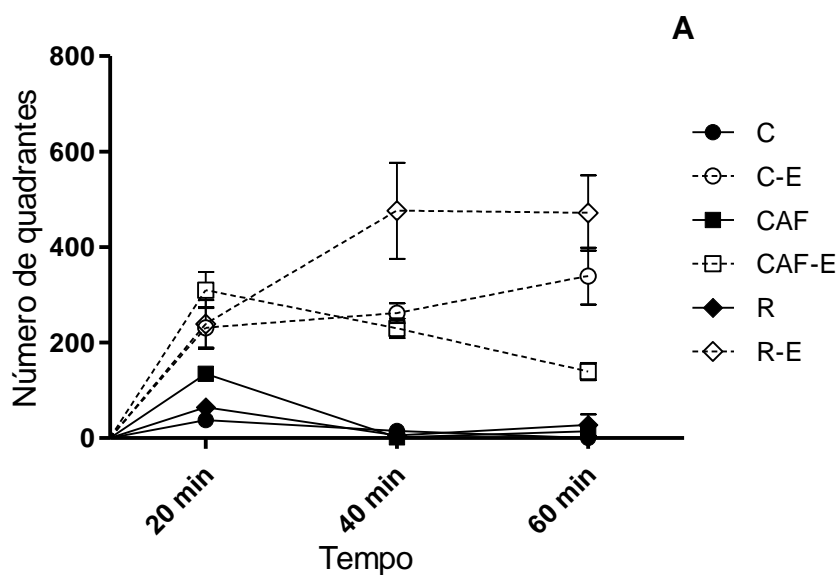 A
800
600
400
200
0
Número de quadrantes
20 min
40 min
60 min
Tempo
C
C-E
CAF
CAF-E
R
R-E